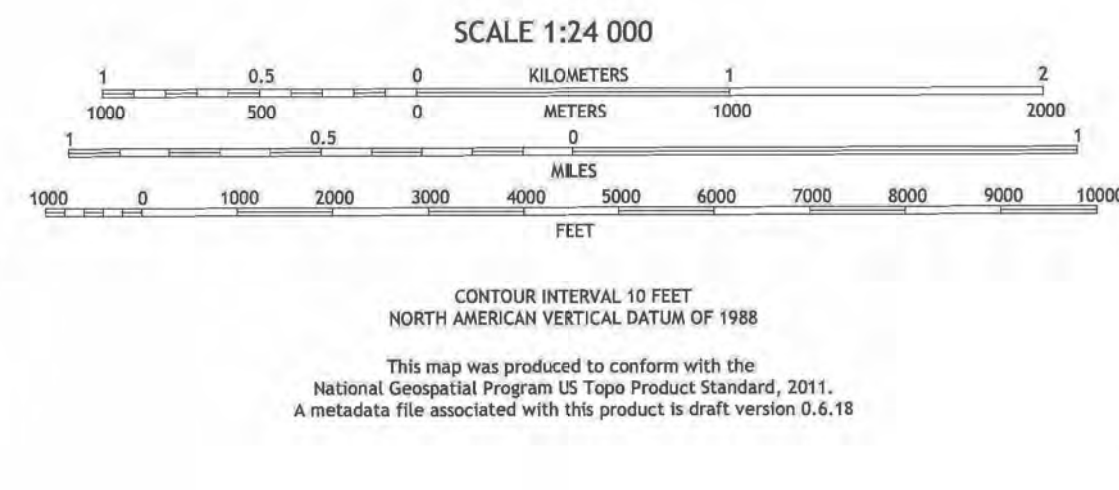 SCALE 1:24 000
1 0.5 0 KILOMETERS 1 2
1000 500 0 METERS 1000 2000
1 0.5 0 1
MILES
1000 0 1000 2000 3000 4000 5000 6000 7000 8000 9000 10000
FEET
CONTOUR INTERVAL 10 FEET
NORTH AMERICAN VERTICAL DATUM OF 1988
This map was produced to conform with the
National Geospatial Program US Topo Product Standard, 2011.
A metadata file associated with this product is draft version 0.6.18